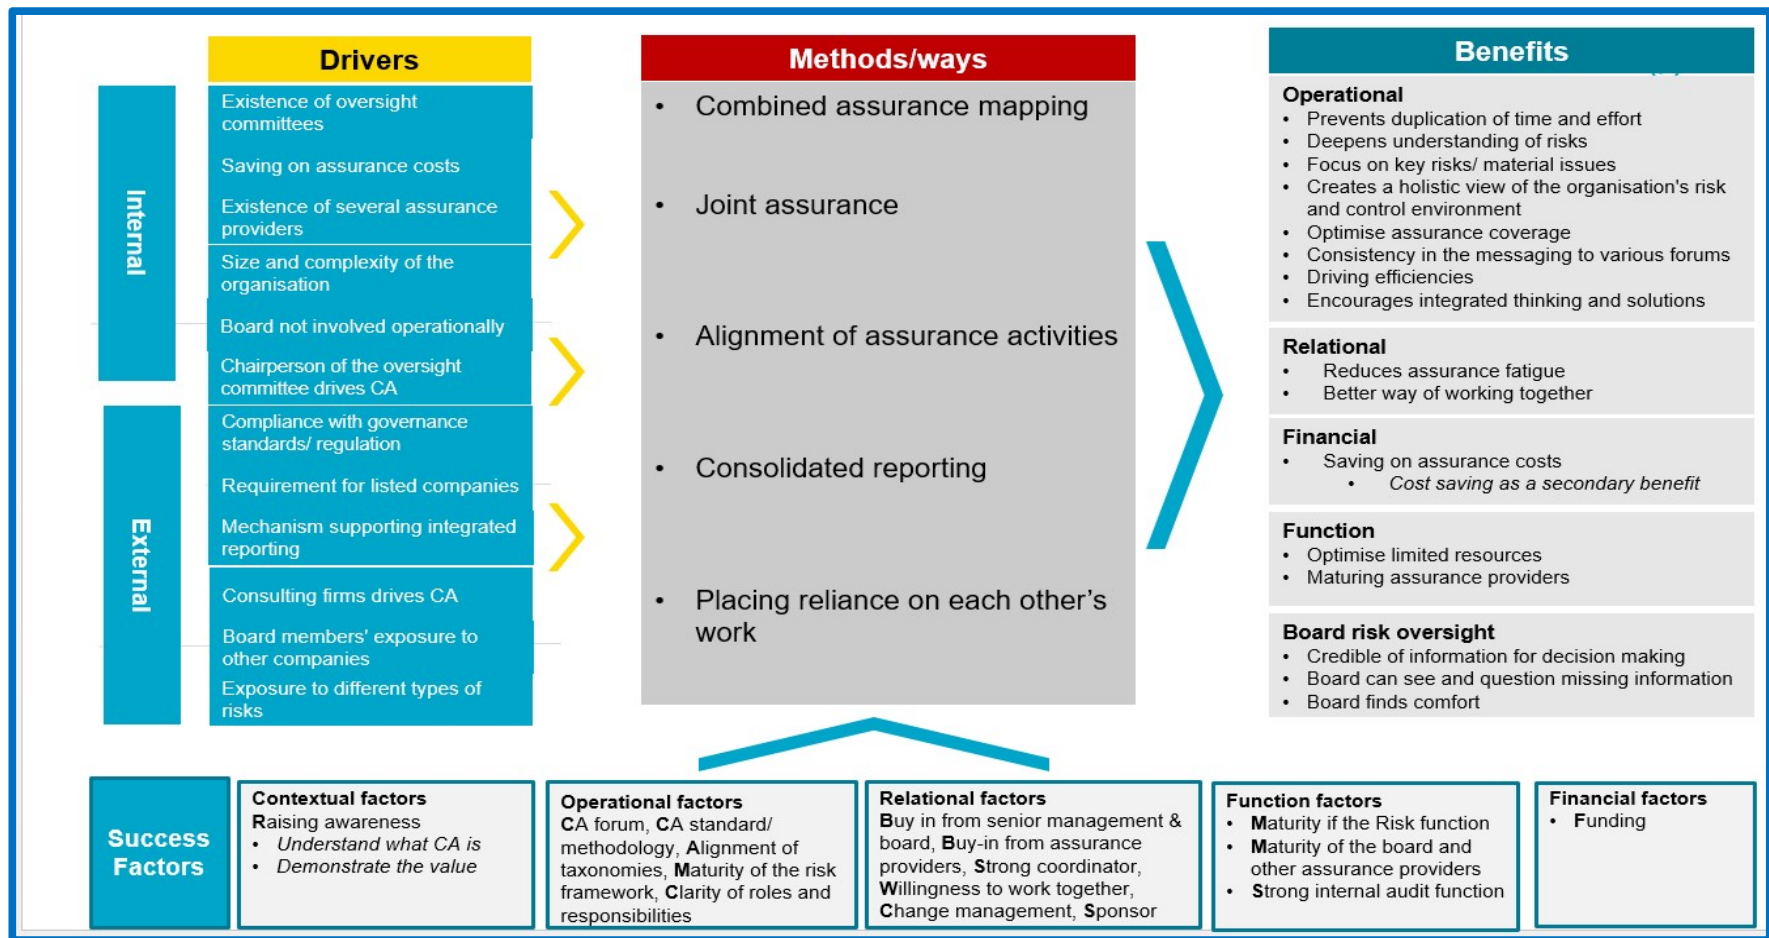 Drivers
Internal
Existence of oversight
committees
Saving on assurance costs
Existence of several assurance
providers
Size and complexity of the
organisation
Board not involved operationally
Chairperson of the oversight
committee drives CA
External
Compliance with governance
standards/ regulation
Requirement for listed companies
Mechanism supporting integrated
reporting
Consulting firms drives CA
Board members' exposure to
other companies
Exposure to different types of
risks
Methods/ways
• Combined assurance mapping
• Joint assurance
• Alignment of assurance activities
• Consolidated reporting
• Placing reliance on each other's
work
Benefits
Operational
• Prevents duplication of time and effort
• Deepens understanding of risks
• Focus on key risks/ material issues
• Creates a holistic view of the organisation's risk
and control environment
• Optimise assurance coverage
• Consistency in the messaging to various forums
• Driving efficiencies
• Encourages integrated thinking and solutions
Relational
• Reduces assurance fatigue
• Better way of working together
Financial
• Saving on assurance costs
• Cost saving as a secondary benefit
Function
• Optimise limited resources
• Maturing assurance providers
Board risk oversight
• Credible of information for decision making
• Board can see and question missing information
• Board finds comfort
Success
Factors
Contextual factors
Raising awareness
• Understand what CA is
• Demonstrate the value
Operational factors
CA forum, CA standard/
methodology, Alignment of
taxonomies, Maturity of the risk
framework, Clarity of roles and
responsibilities
Relational factors
Buy in from senior management &
board, Buy-in from assurance
providers, Strong coordinator,
Willingness to work together,
Change management, Sponsor
Function factors
• Maturity if the Risk function
• Maturity of the board and
other assurance providers
• Strong internal audit function
Financial factors
• Funding